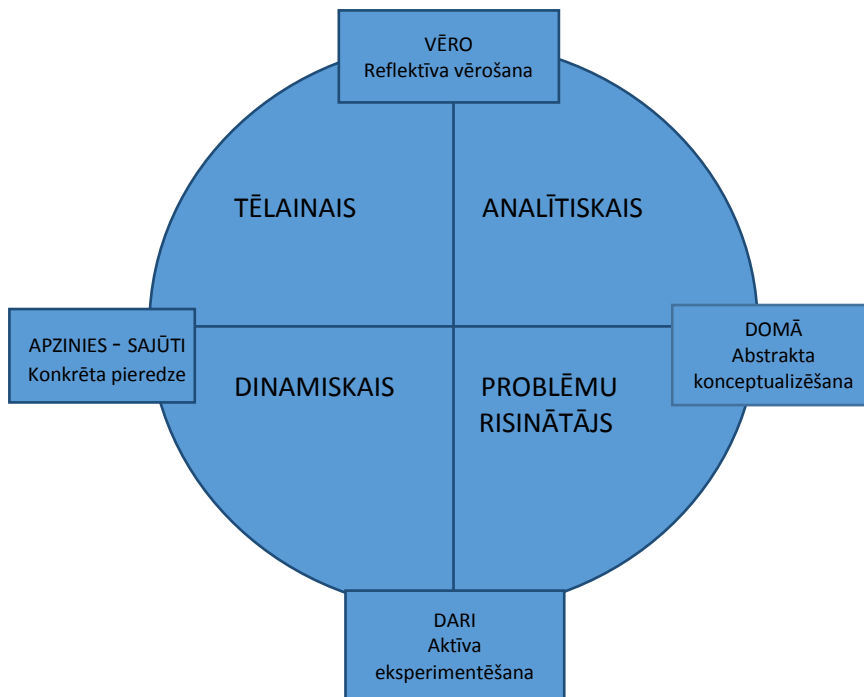 VĒRO
Reflektīva vērošana
TĒLAINAIS
ANALĪTISKAIS
APZINIES - SAJŪTI
Konkrēta pieredze
DOMĀ
Abstrakta
konceptualizēšana
DINAMISKAIS
PROBLĒMU
RISINĀTĀJS
DARI
Aktīva
eksperimentēšana